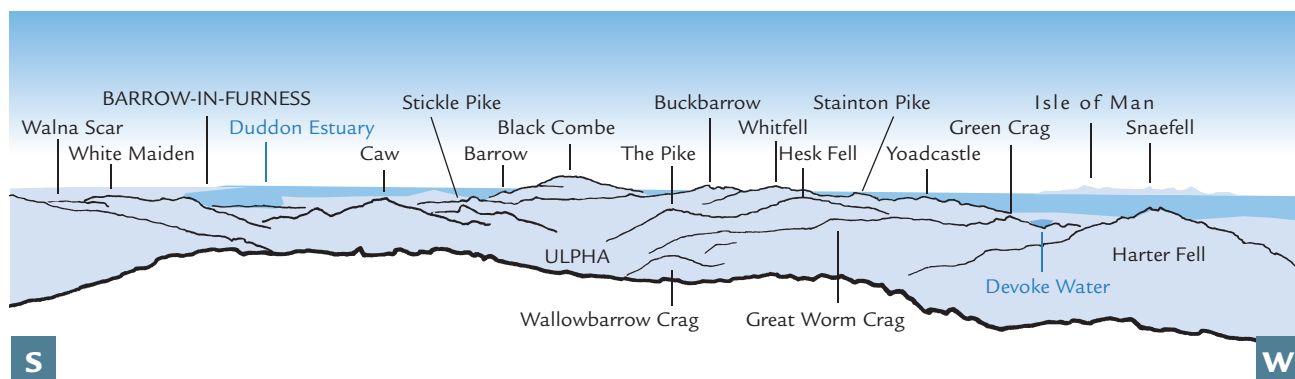 BARROW-IN-FURNESS
Stickle Pike
Buckbarrow
Stainton Pike
Isle of Man
Walna Scar
Duddon Estuary
Black Combe
Whitfell
Green Crag
Snaefell
White Maiden
Caw
Barrow
The Pike
Hesk Fell
Yoadcastle
ULPHA
Harter Fell
Devoke Water
Wallowbarrow Crag
Great Worm Crag
S
W